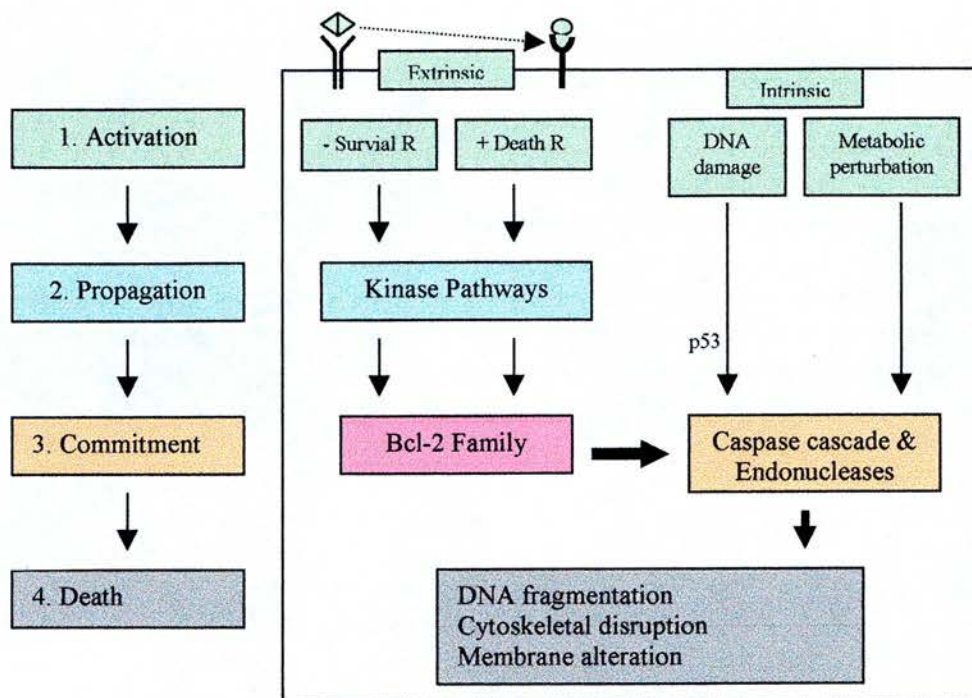 Extrinsic
Intrinsic
1. Activation
- Survial R
+ Death R
DNA
damage
Metabolic
perturbation
2. Propagation
Kinase Pathways
p53
3. Commitment
Bcl-2 Family
Caspase cascade &
Endonucleases
4. Death
DNA fragmentation
Cytoskeletal disruption
Membrane alteration